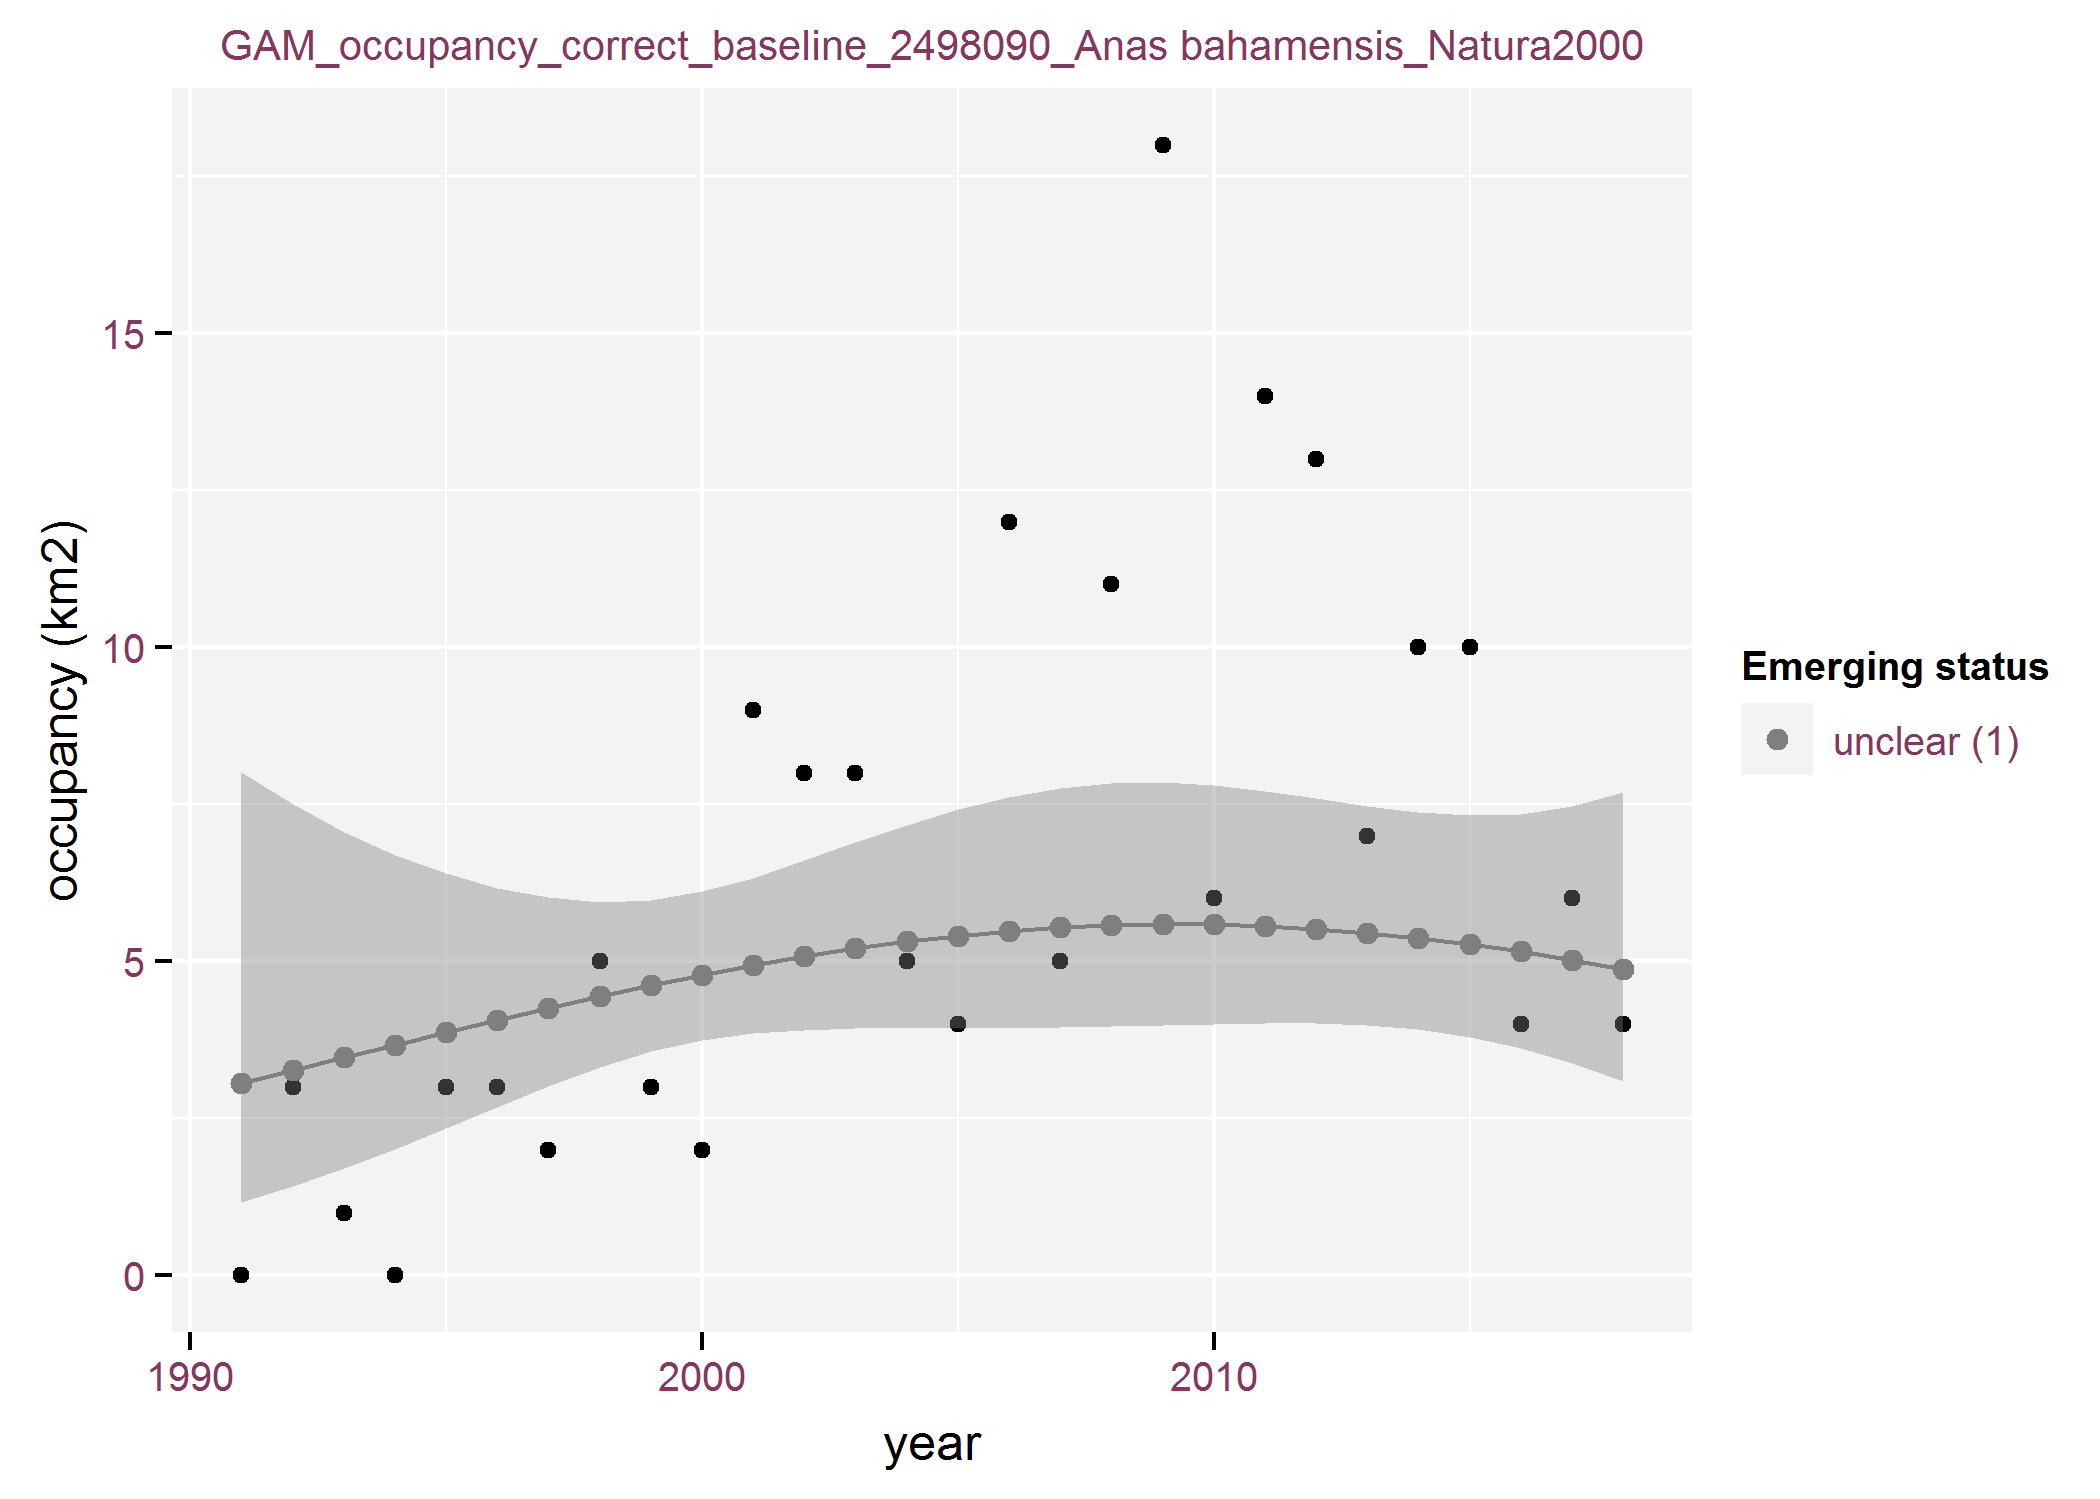 GAM_occupancy_correct_baseline_2498090_Anas bahamensis_Natura2000
occupancy (km2)
15
10
5
0
1990
2000
2010
year
Emerging status
unclear (1)